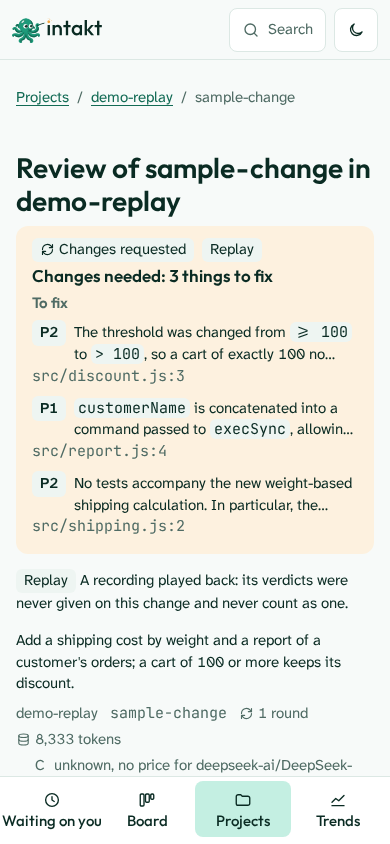 intakt
Search
Projects / demo-replay / sample-change
Review of sample-change in
demo-replay
Changes requested Replay
Changes needed: 3 things to fix
To fix
P2 The threshold was changed from >= 100
to > 100, so a cart of exactly 100 no…
src/discount.js:3
P1 customerName is concatenated into a
command passed to execSync, allowin…
src/report.js:4
P2 No tests accompany the new weight-based
shipping calculation. In particular, the…
src/shipping.js:2
Replay A recording played back: its verdicts were
never given on this change and never count as one.
Add a shipping cost by weight and a report of a
customer's orders; a cart of 100 or more keeps its
discount.
demo-replay sample-change 1 round
8,333 tokens
C unknown, no price for deepseek-ai/DeepSeek-
Waiting on you Board Projects Trends